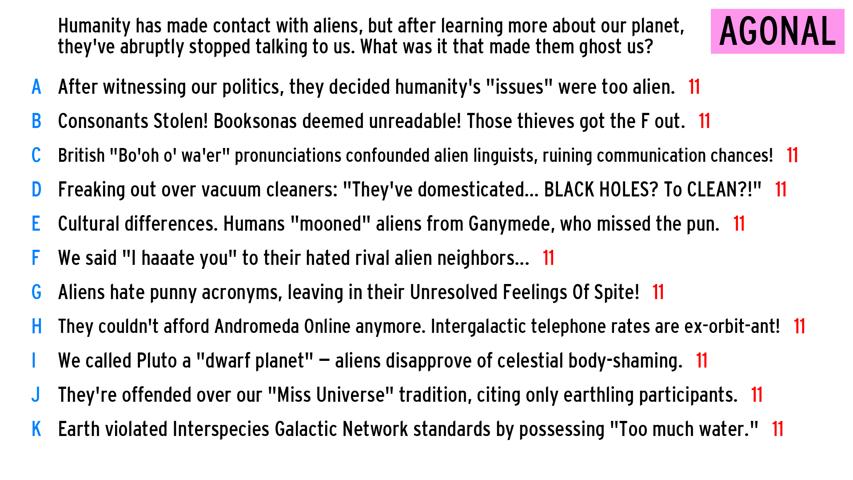 Humanity has made contact with aliens, but after learning more about our planet,
they've abruptly stopped talking to us. What was it that made them ghost us?
AGONAL
A After witnessing our politics, they decided humanity's "issues" were too alien. 11
B Consonants Stolen! Booksonas deemed unreadable! Those thieves got the F out. 11
C British "Bo'oh o' wa'er" pronunciations confounded alien linguists, ruining communication chances! 11
D Freaking out over vacuum cleaners: "They've domesticated... BLACK HOLES? To CLEAN?!" 11
E Cultural differences. Humans "mooned" aliens from Ganymede, who missed the pun. 11
F We said "I haaate you" to their hated rival alien neighbors... 11
G Aliens hate punny acronyms, leaving in their Unresolved Feelings Of Spite! 11
H They couldn't afford Andromeda Online anymore. Intergalactic telephone rates are ex-orbit-ant! 11
I We called Pluto a "dwarf planet" – aliens disapprove of celestial body-shaming. 11
J They're offended over our "Miss Universe" tradition, citing only earthling participants. 11
K Earth violated Interspecies Galactic Network standards by possessing "Too much water." 11